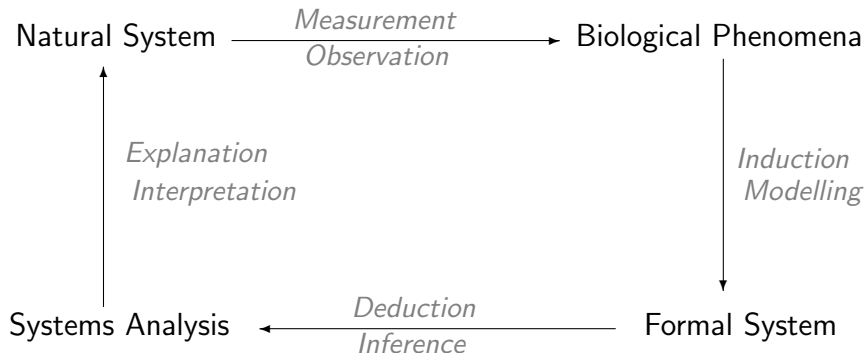 Natural System
Measurement
Observation
Biological Phenomena
Explanation
Interpretation
Induction
Modelling
Systems Analysis
Deduction
Inference
Formal System